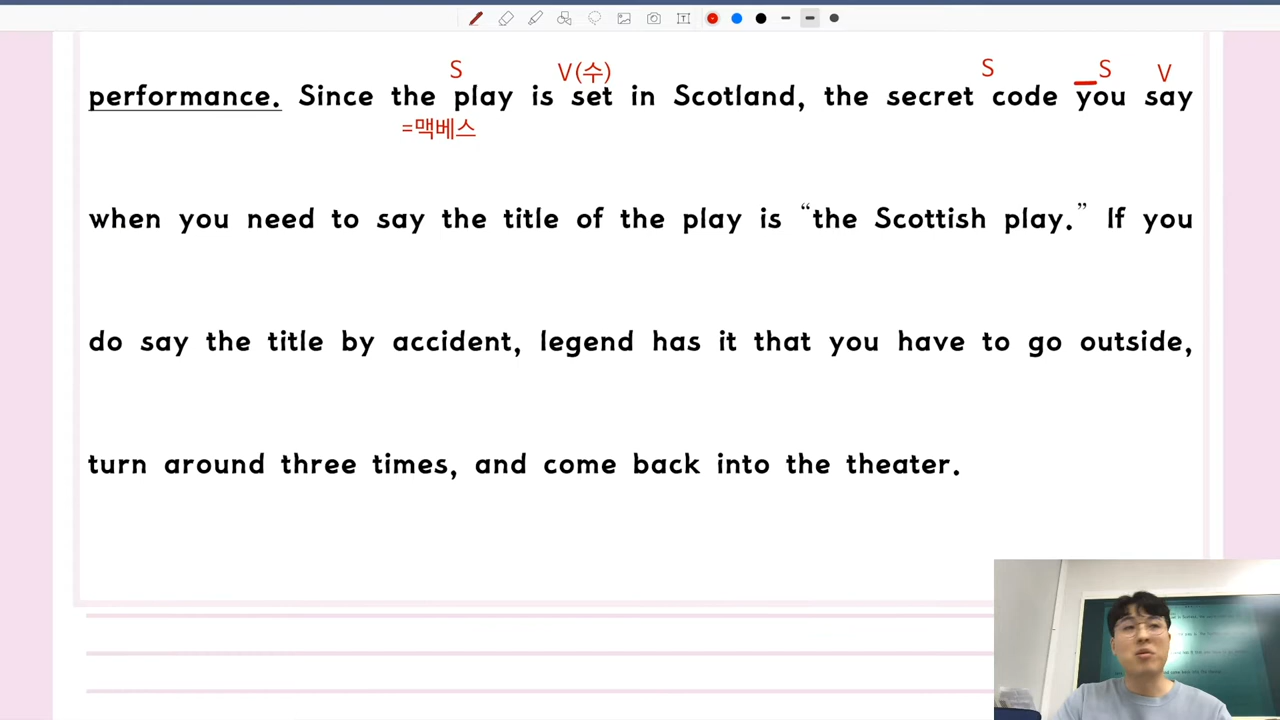 S V(수) S S V
performance. Since the play is set in Scotland, the secret code you say
=맥베스
when you need to say the title of the play is “the Scottish play.” If you
do say the title by accident, legend has it that you have to go outside,
turn around three times, and come back into the theater.